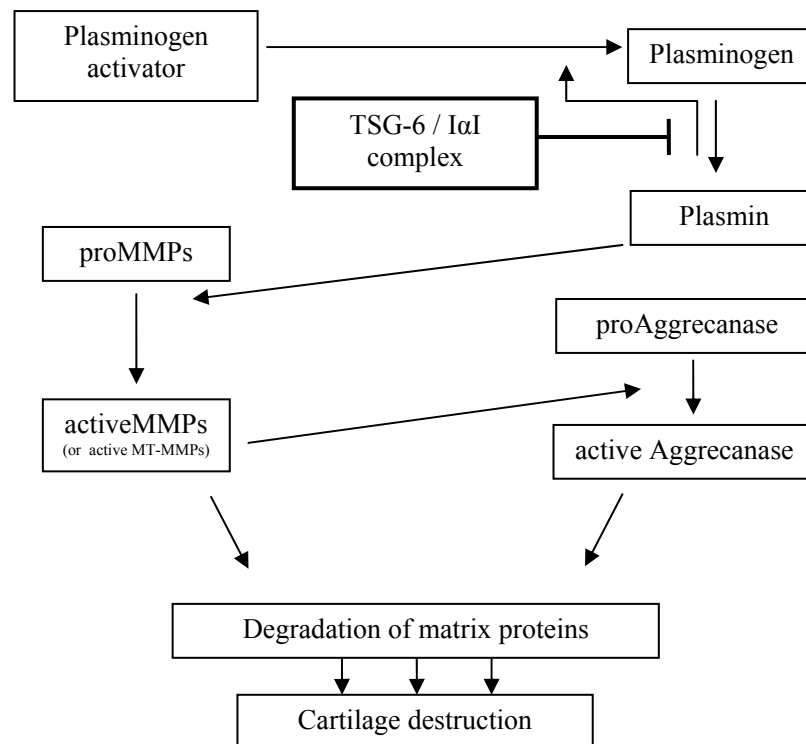 Plasminogen
activator
Plasminogen
TSG-6 / IαI
complex
Plasmin
proMMPs
proAggrecanase
activeMMPs
(or active MT-MMPs)
active Aggrecanase
Degradation of matrix proteins
Cartilage destruction